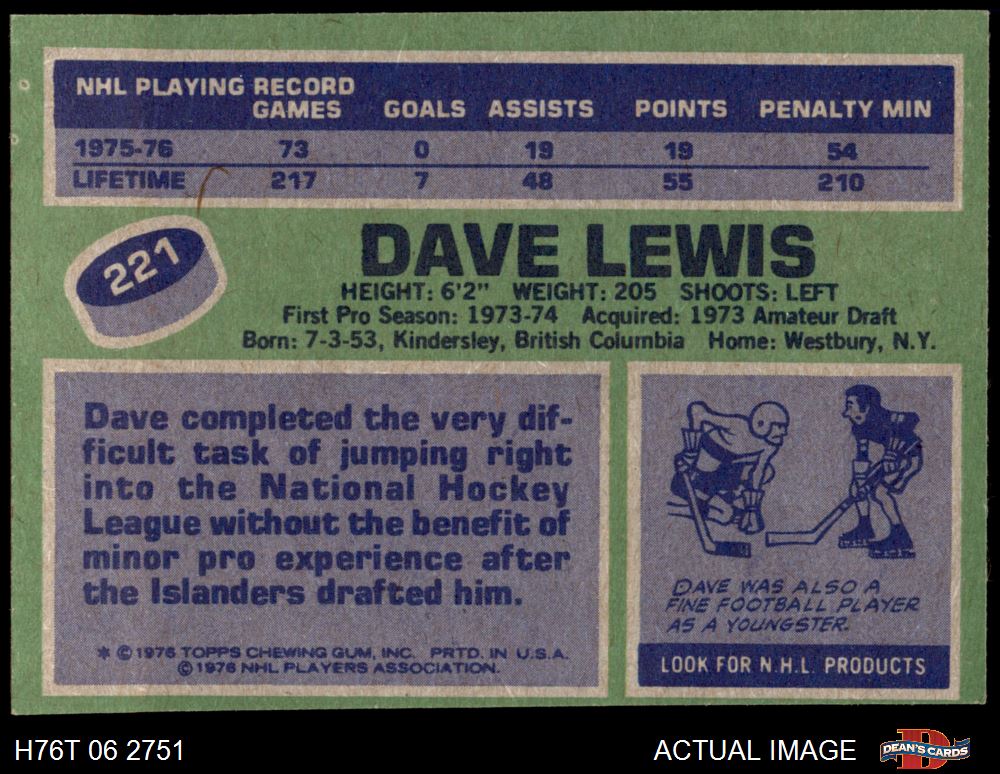 NHL PLAYING RECORD
GAMES GOALS ASSISTS POINTS PENALTY MIN
1975-76 73 0 19 19 54
LIFETIME 217 7 48 55 210
221
DAVE LEWIS
HEIGHT: 6'2" WEIGHT: 205 SHOOTS: LEFT
First Pro Season: 1973-74 Acquired: 1973 Amateur Draft
Born: 7-3-53, Kindersley, British Columbia Home: Westbury, N.Y.
Dave completed the very dif-
ficult task of jumping right
into the National Hockey
League without the benefit of
minor pro experience after
the Islanders drafted him.
* © 1976 TOPPS CHEWING GUM, INC. PRTD. IN U.S.A.
© 1976 NHL PLAYERS ASSOCIATION.
DAVE WAS ALSO A
FINE FOOTBALL PLAYER
AS A YOUNGSTER.
LOOK FOR N.H.L. PRODUCTS
H76T 06 2751
ACTUAL IMAGE
DEAN'S CARDS